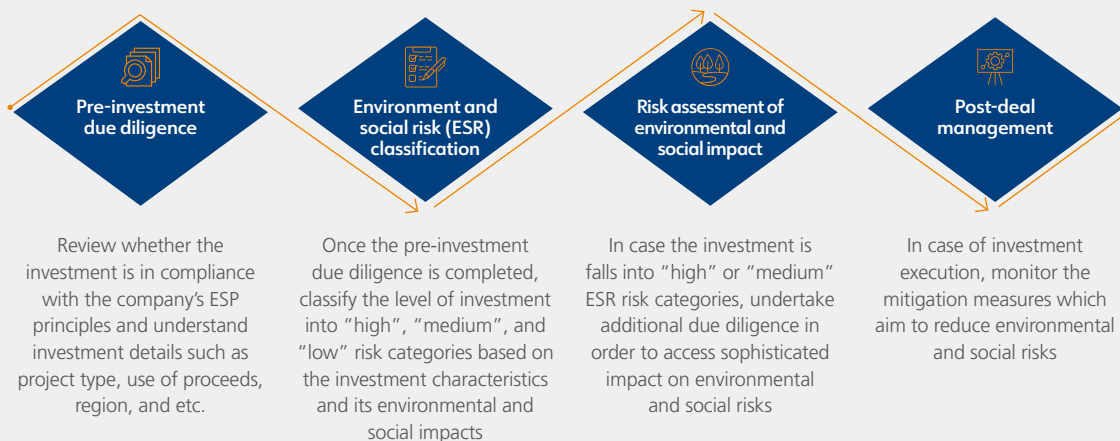 Pre-investment
due diligence
Review whether the
investment is in compliance
with the company's ESP
principles and understand
investment details such as
project type, use of proceeds,
region, and etc.
Environment and
social risk (ESR)
classification
Once the pre-investment
due diligence is completed,
classify the level of investment
into “high”, “medium”, and
“low” risk categories based on
the investment characteristics
and its environmental and
social impacts
Risk assessment of
environmental and
social impact
In case the investment is
falls into “high” or “medium”
ESR risk categories, undertake
additional due diligence in
order to access sophisticated
impact on environmental
and social risks
Post-deal
management
In case of investment
execution, monitor the
mitigation measures which
aim to reduce environmental
and social risks